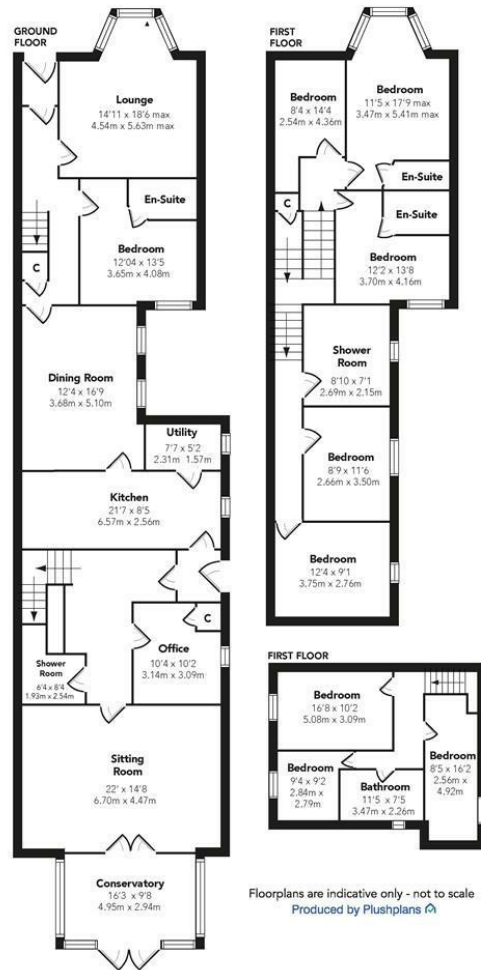 GROUND
FLOOR
Lounge
14'11 x 18'6 max
4.54m x 5.63m max
En-Suite
Bedroom
12'04 x 13'5
3.65m x 4.08m
C
Dining Room
12'4 x 16'9
3.68m x 5.10m
Utility
7'7 x 5'2
2.31m 1.57m
Kitchen
21'7 x 8'5
6.57m x 2.56m
C
Office
10'4 x 10'2
3.14m x 3.09m
Shower
Room
6'4 x 8'4
1.93m x 2.54m
Sitting
Room
22' x 14'8
6.70m x 4.47m
Conservatory
16'3 x 9'8
4.95m x 2.94m
FIRST
FLOOR
Bedroom
8'4 x 14'4
2.54m x 4.36m
Bedroom
11'5 x 17'9 max
3.47m x 5.41m max
En-Suite
C
En-Suite
Bedroom
12'2 x 13'8
3.70m x 4.16m
Shower
Room
8'10 x 7'1
2.69m x 2.15m
Bedroom
8'9 x 11'6
2.66m x 3.50m
Bedroom
12'4 x 9'1
3.75m x 2.76m
FIRST FLOOR
Bedroom
16'8 x 10'2
5.08m x 3.09m
Bedroom
9'4 x 9'2
2.84m x
2.79m
Bathroom
11'5 x 7'5
3.47m x 2.26m
Bedroom
8'5 x 16'2
2.56m x
4.92m
Floorplans are indicative only - not to scale
Produced by Plushplans